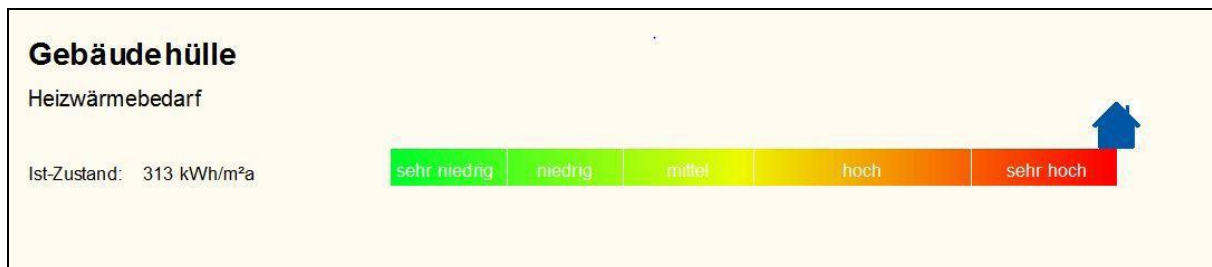 Gebäudehülle
Heizwärmebedarf
Ist-Zustand: 313 kWh/m²a
sehr niedrig niedrig mittel hoch sehr hoch